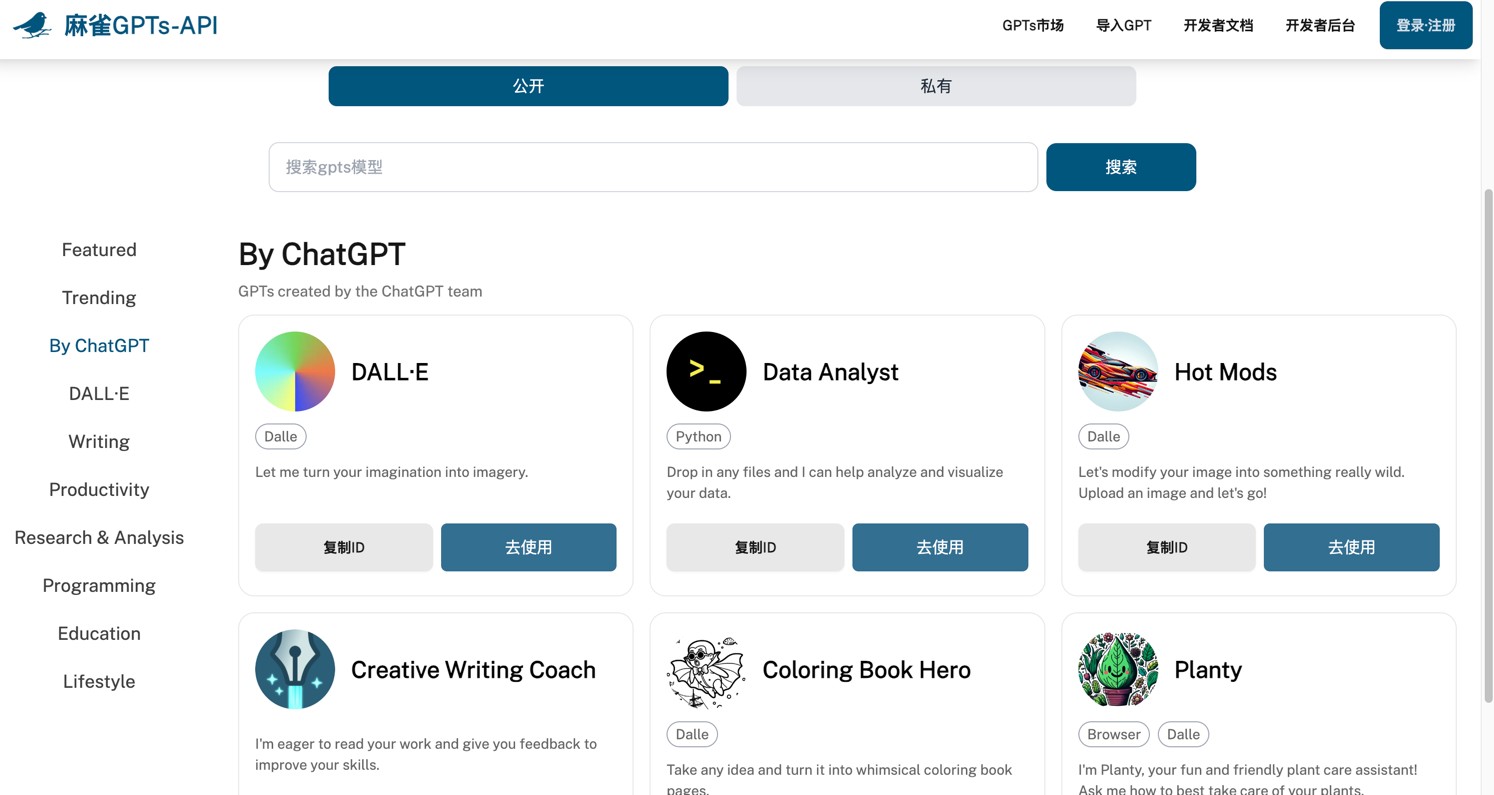 麻雀GPTs-API
GPTs市场
导入GPT
开发者文档
开发者后台
登录·注册
公开
私有
搜索gpts模型
搜索
Featured
Trending
By ChatGPT
DALL·E
Writing
Productivity
Research & Analysis
Programming
Education
Lifestyle
By ChatGPT
GPTs created by the ChatGPT team
DALL·E
Dalle
Let me turn your imagination into imagery.
复制ID
去使用
Data Analyst
Python
Drop in any files and I can help analyze and visualize
your data.
复制ID
去使用
Hot Mods
Dalle
Let's modify your image into something really wild.
Upload an image and let's go!
复制ID
去使用
Creative Writing Coach
I'm eager to read your work and give you feedback to
improve your skills.
Coloring Book Hero
Dalle
Take any idea and turn it into whimsical coloring book
pages.
Planty
Browser
Dalle
I'm Planty, your fun and friendly plant care assistant!
Ask me how to best take care of your plants.